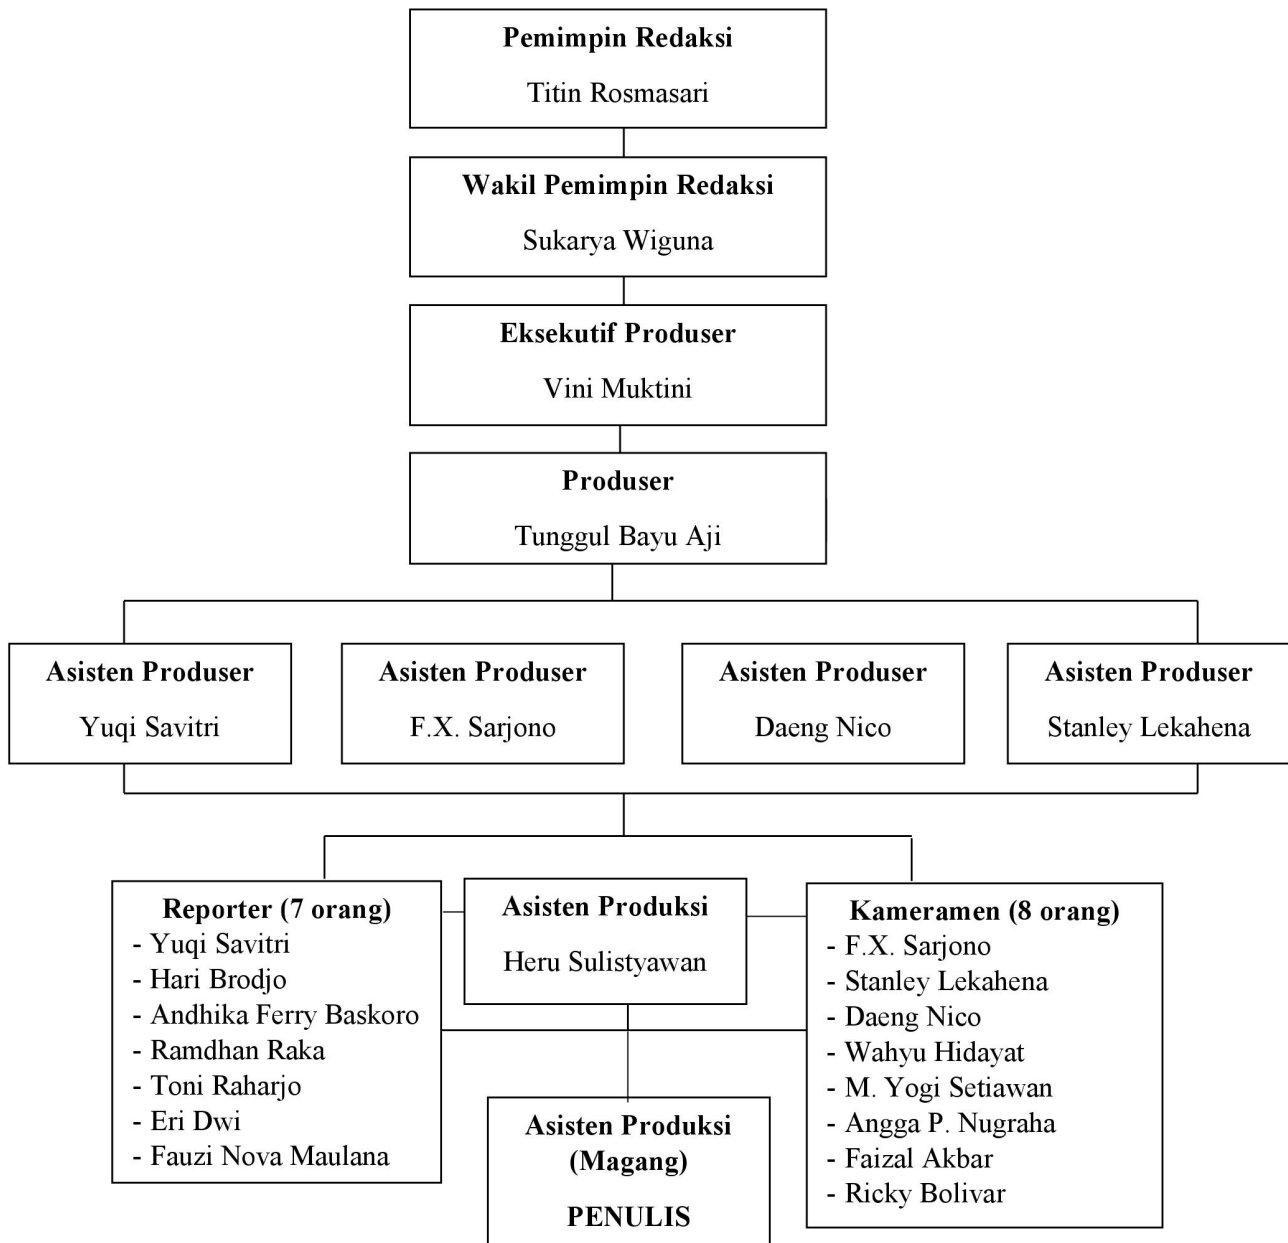 Pemimpin Redaksi
Titin Rosmasari
Wakil Pemimpin Redaksi
Sukarya Wiguna
Eksekutif Produser
Vini Muktini
Produser
Tunggul Bayu Aji
Asisten Produser
Yuqi Savitri
Asisten Produser
F.X. Sarjono
Asisten Produser
Daeng Nico
Asisten Produser
Stanley Lekahena
Reporter (7 orang)
- Yuqi Savitri
- Hari Brodjo
- Andhika Ferry Baskoro
- Ramdhan Raka
- Toni Raharjo
- Eri Dwi
- Fauzi Nova Maulana
Asisten Produksi
Heru Sulistyawan
Kameramen (8 orang)
- F.X. Sarjono
- Stanley Lekahena
- Daeng Nico
- Wahyu Hidayat
- M. Yogi Setiawan
- Angga P. Nugraha
- Faizal Akbar
- Ricky Bolivar
Asisten Produksi
(Magang)
PENULIS